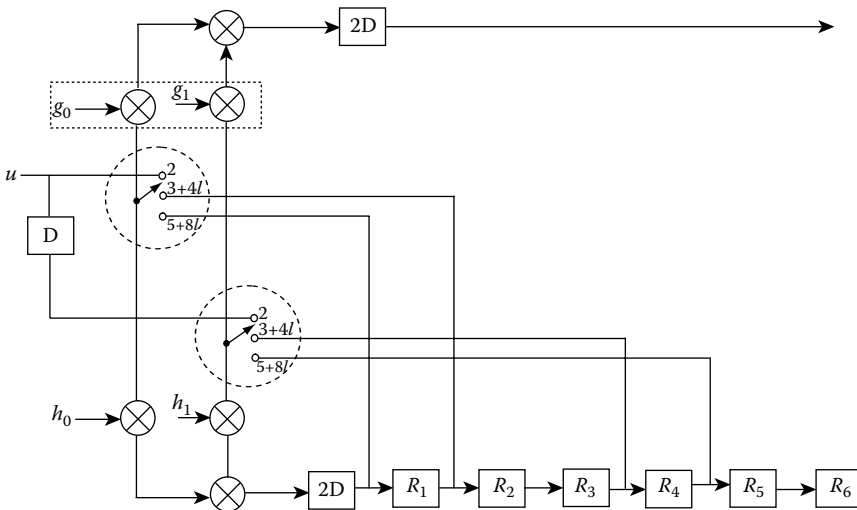 2D
g₀
g₁
u
2
3+4l
5+8l
D
2
3+4l
5+8l
h₀
h₁
2D
R₁
R₂
R₃
R₄
R₅
R₆